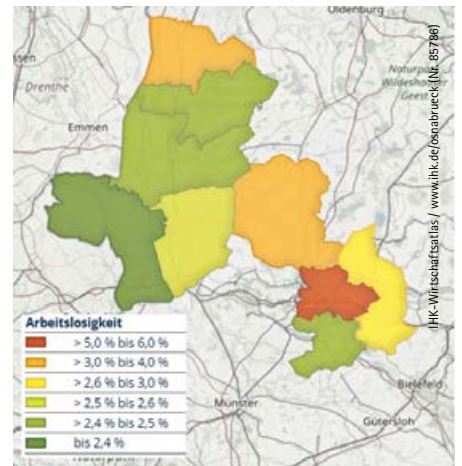 Oldenburg
ssen
Drenthe
Emmen
Wildeshauser
Geest
IHK-Wirtschaftsatlas / www.ihk.de/osnabrueck (Nr. 85786)
Arbeitslosigkeit
> 5,0 % bis 6,0 %
> 3,0 % bis 4,0 %
> 2,6 % bis 3,0 %
> 2,5 % bis 2,6 %
> 2,4 % bis 2,5 %
bis 2,4 %
Münster
Bielefeld
Gütersloh